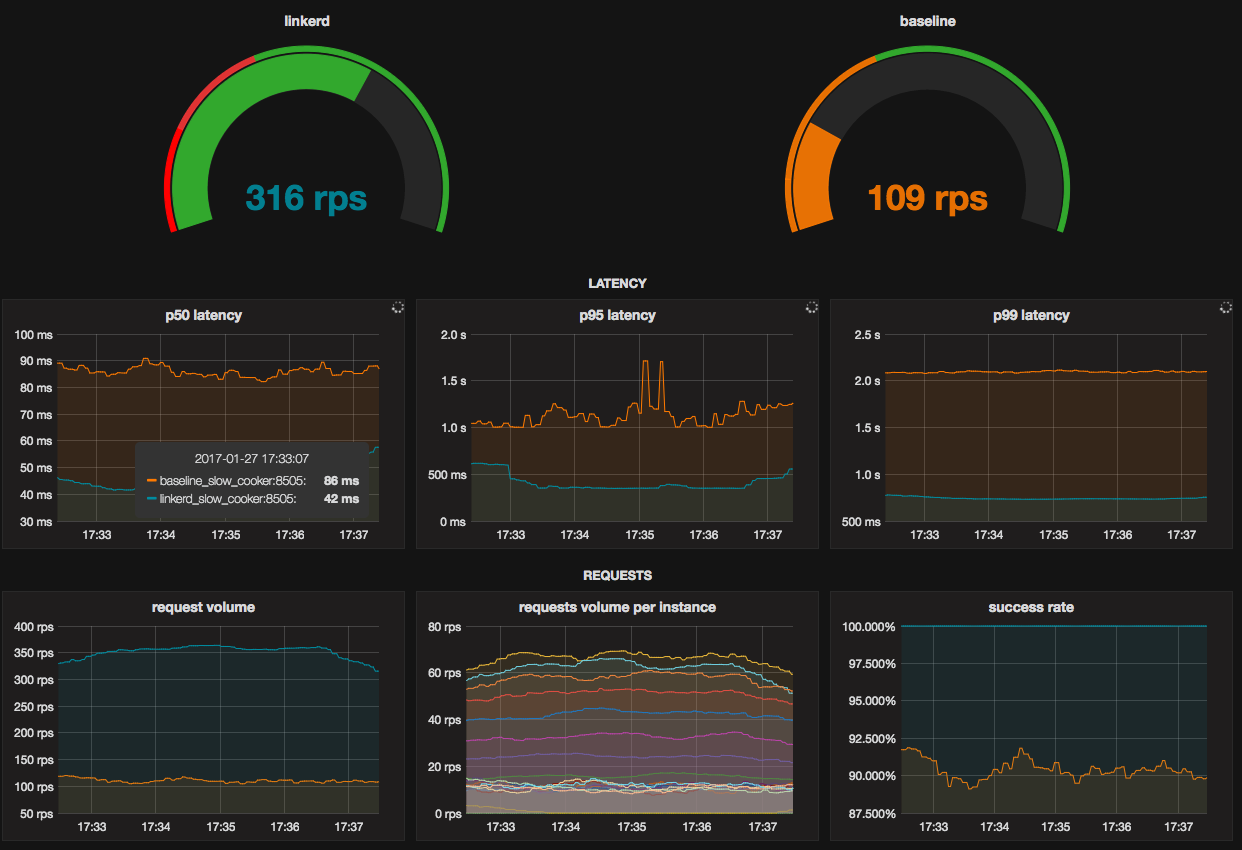 linkerd
baseline
316 rps
109 rps
LATENCY
p50 latency
100 ms
90 ms
80 ms
70 ms
60 ms
50 ms
40 ms
30 ms
17:33 17:34 17:35 17:36 17:37
2017-01-27 17:33:07
baseline_slow_cooker:8505: 86 ms
linkerd_slow_cooker:8505: 42 ms
p95 latency
2.0 s
1.5 s
1.0 s
500 ms
0 ms
17:33 17:34 17:35 17:36 17:37
p99 latency
2.5 s
2.0 s
1.5 s
1.0 s
500 ms
17:33 17:34 17:35 17:36 17:37
REQUESTS
request volume
400 rps
350 rps
300 rps
250 rps
200 rps
150 rps
100 rps
50 rps
17:33 17:34 17:35 17:36 17:37
requests volume per instance
80 rps
60 rps
40 rps
20 rps
0 rps
17:33 17:34 17:35 17:36 17:37
success rate
100.000%
97.500%
95.000%
92.500%
90.000%
87.500%
17:33 17:34 17:35 17:36 17:37